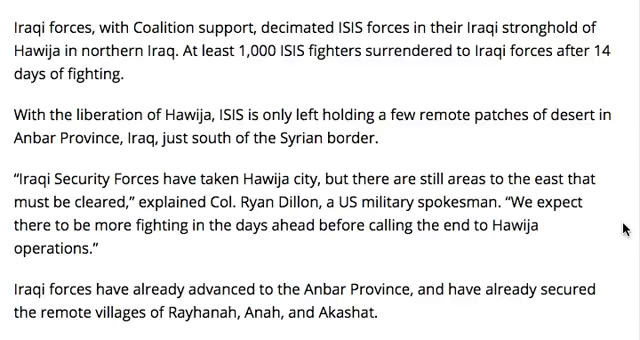 Iraqi forces, with Coalition support, decimated ISIS forces in their Iraqi stronghold of
Hawija in northern Iraq. At least 1,000 ISIS fighters surrendered to Iraqi forces after 14
days of fighting.
With the liberation of Hawija, ISIS is only left holding a few remote patches of desert in
Anbar Province, Iraq, just south of the Syrian border.
“Iraqi Security Forces have taken Hawija city, but there are still areas to the east that
must be cleared,” explained Col. Ryan Dillon, a US military spokesman. “We expect
there to be more fighting in the days ahead before calling the end to Hawija
operations.”
Iraqi forces have already advanced to the Anbar Province, and have already secured
the remote villages of Rayhanah, Anah, and Akashat.